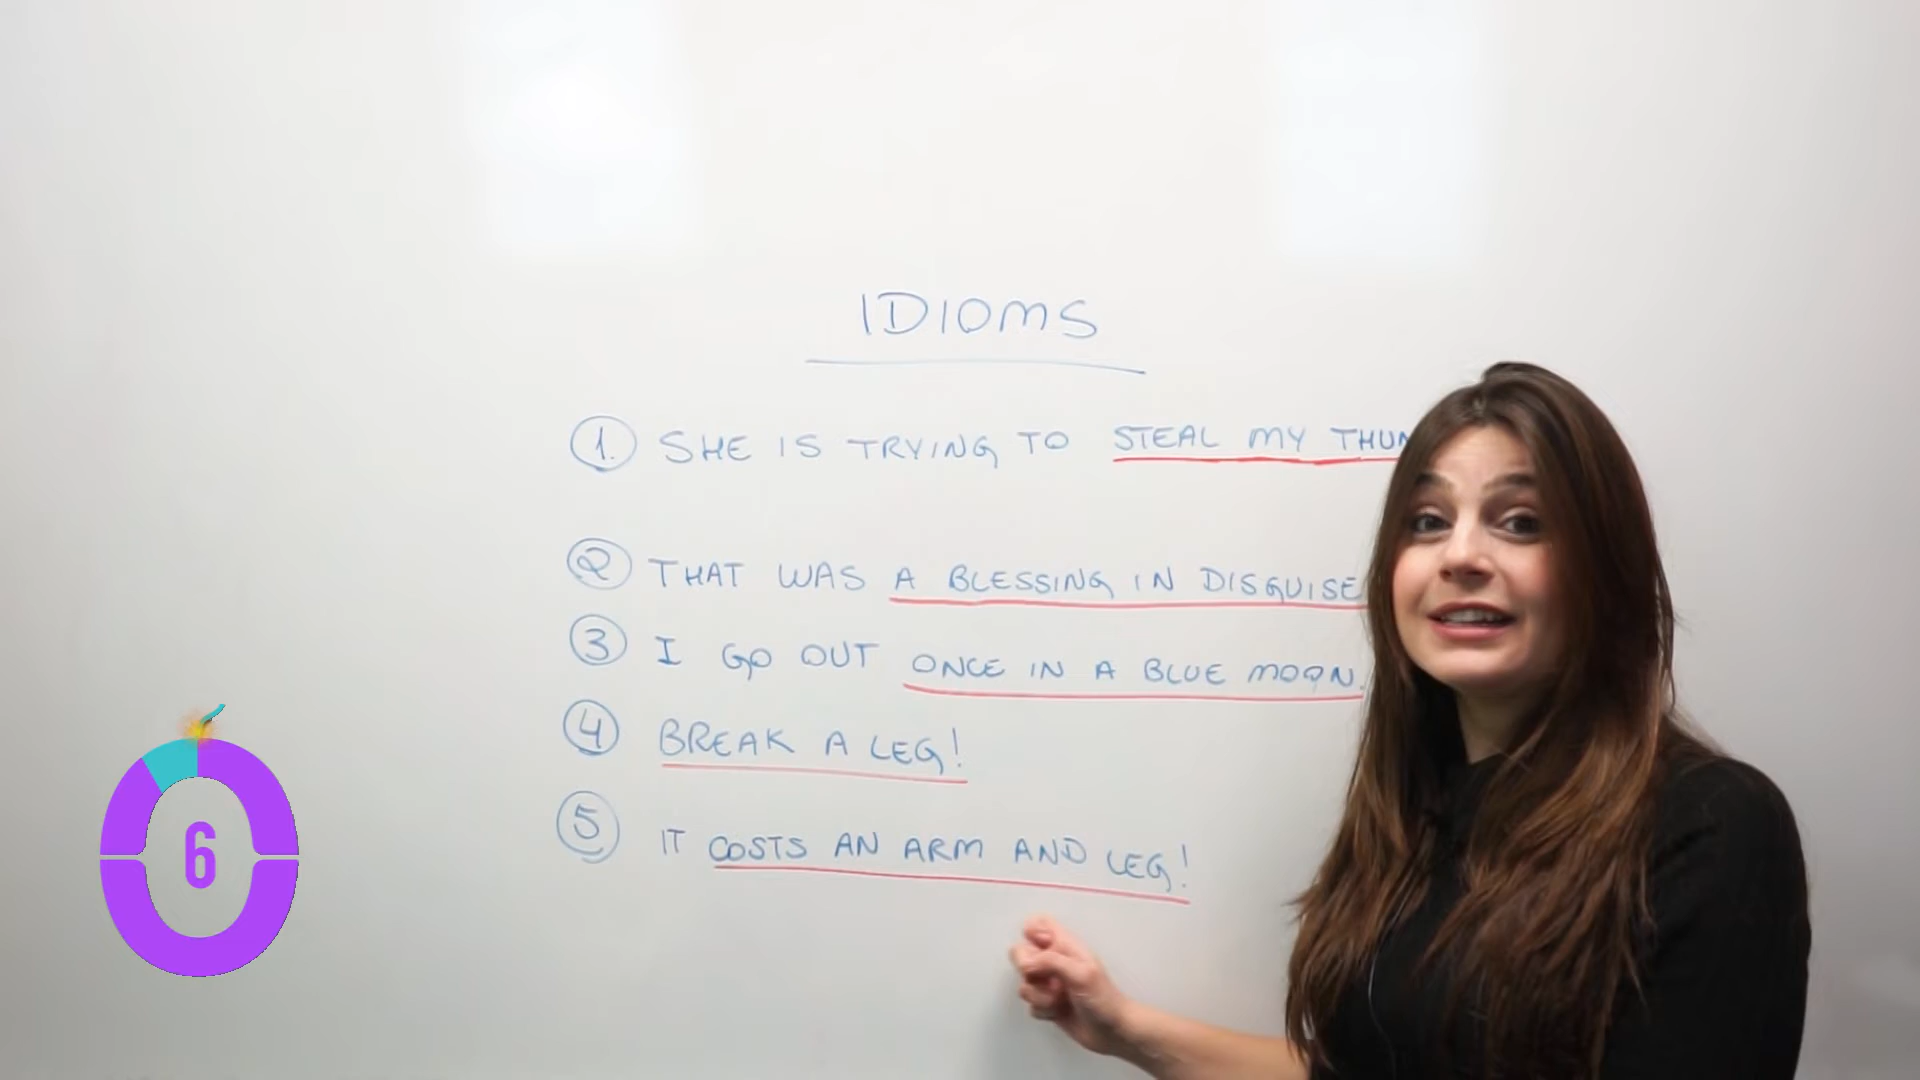 IDIOMS
1. SHE IS TRYING TO STEAL MY
2 THAT WAS A BLESSING IN DISGUISE
3 I GO OUT ONCE IN A BLUE MOON.
4 BREAK A LEG!
5 IT COSTS AN ARM AND LEG!
6